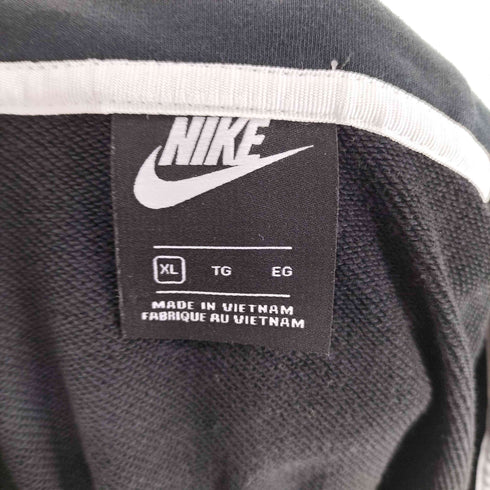 NIKE
XL TG EG
MADE IN VIETNAM
FABRIQUE AU VIETNAM